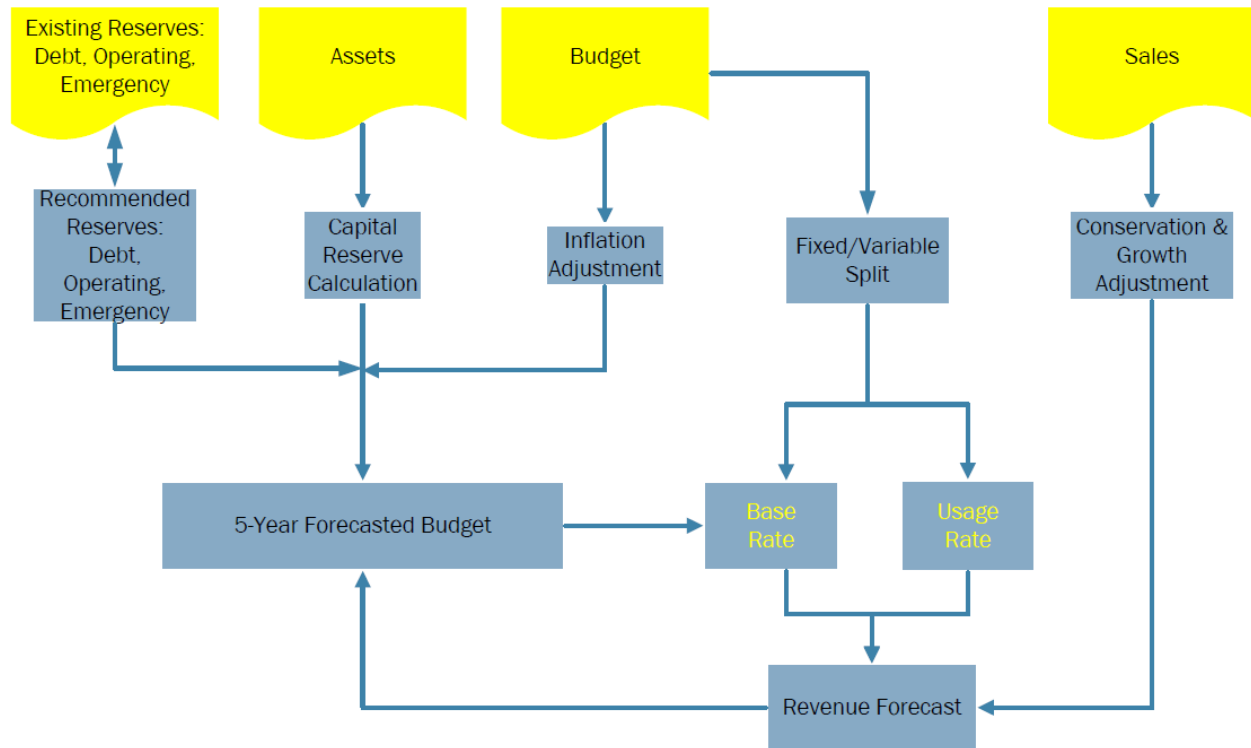 Existing Reserves:
Debt, Operating,
Emergency
Assets
Budget
Sales
Recommended
Reserves:
Debt,
Operating,
Emergency
Capital
Reserve
Calculation
Inflation
Adjustment
Fixed/Variable
Split
Conservation &
Growth
Adjustment
5-Year Forecasted Budget
Base
Rate
Usage
Rate
Revenue Forecast